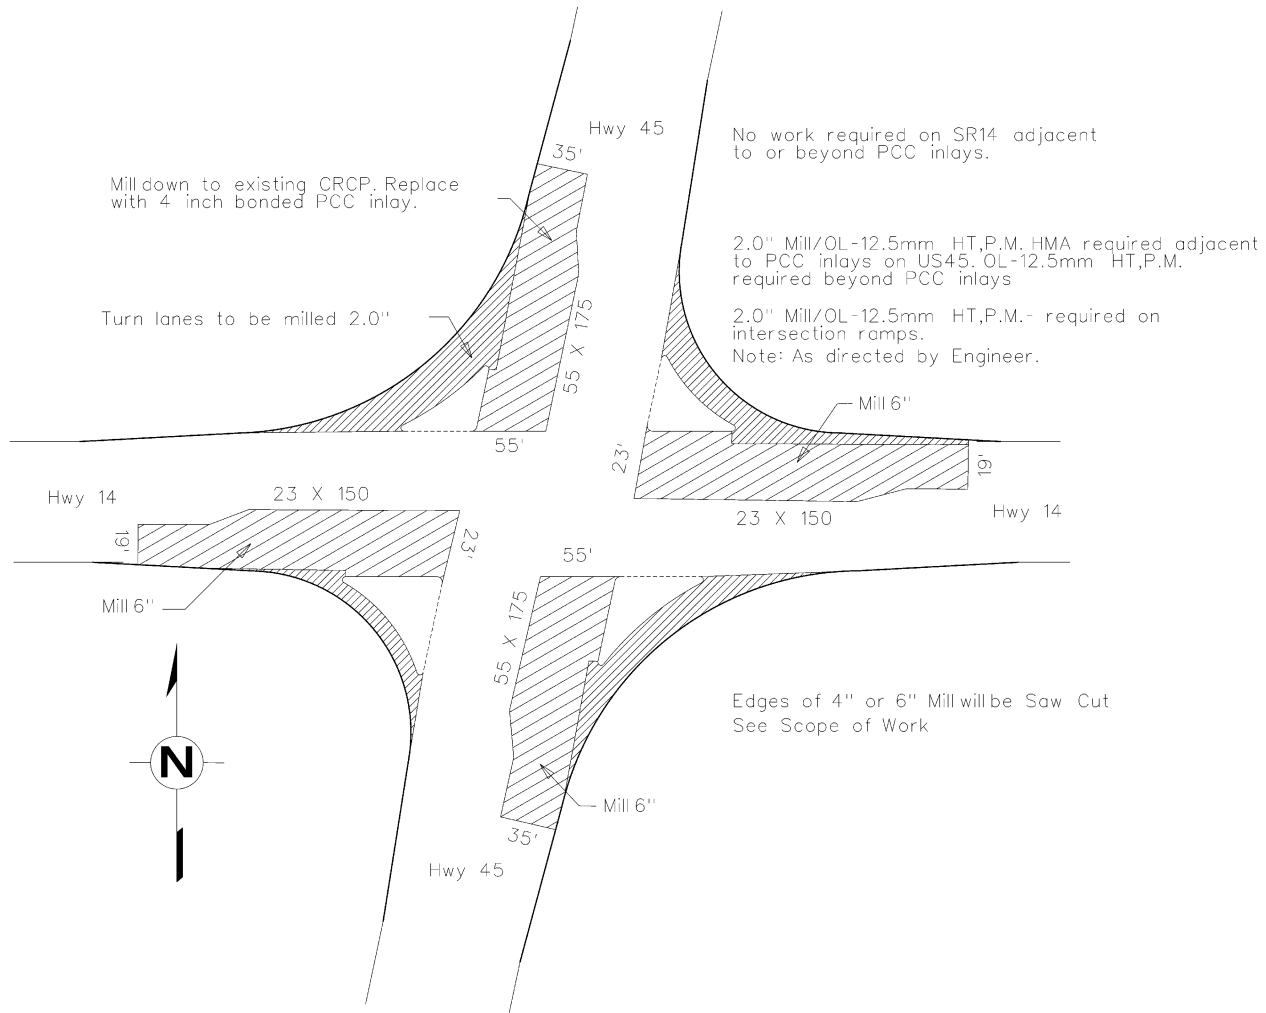 Hwy 45
No work required on SR14 adjacent
to or beyond PCC inlays.
35'
Mill down to existing CRCP. Replace
with 4 inch bonded PCC inlay.
2.0" Mill/OL-12.5mm HT,P.M. HMA required adjacent
to PCC inlays on US45. OL-12.5mm HT,P.M.
required beyond PCC inlays
Turn lanes to be milled 2.0"
55 X 175
2.0" Mill/OL-12.5mm HT,P.M.- required on
intersection ramps.
Note: As directed by Engineer.
Mill 6"
55'
23'
19'
Hwy 14
23 X 150
23 X 150
Hwy 14
19'
23'
55'
Mill 6"
55 X 175
Edges of 4" or 6" Mill will be Saw Cut
See Scope of Work
N
Mill 6"
35'
Hwy 45